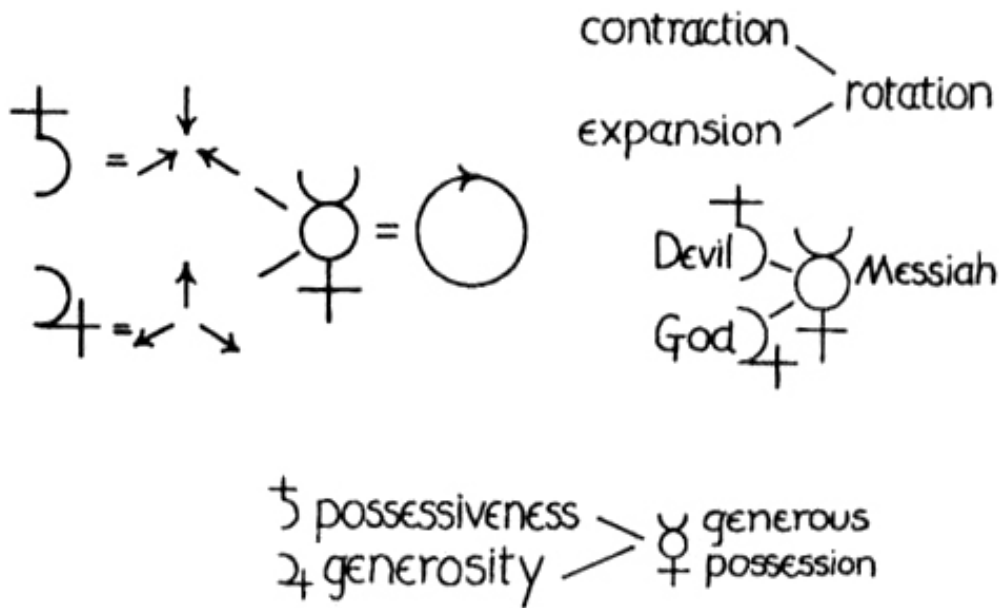 contraction
expansion
rotation
♄ =
☿ =
♃ =
Devil ♄
God ♃
☿ Messiah
♄ possessiveness
♃ generosity
☿ generous
possession